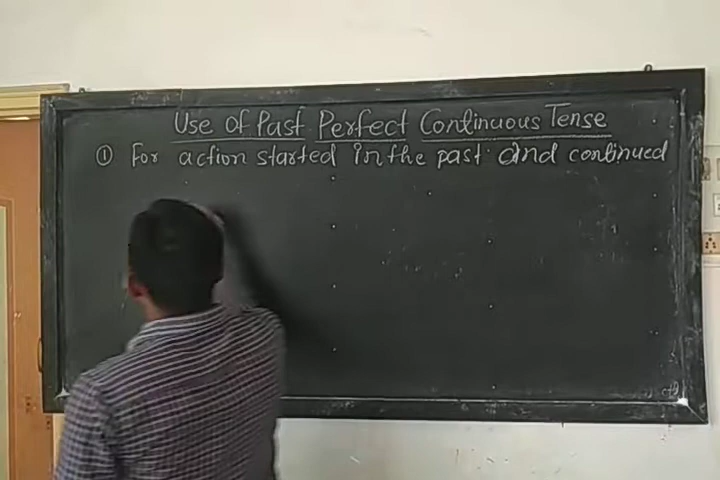 Use of Past Perfect Continuous Tense
① For action started in the past and continued